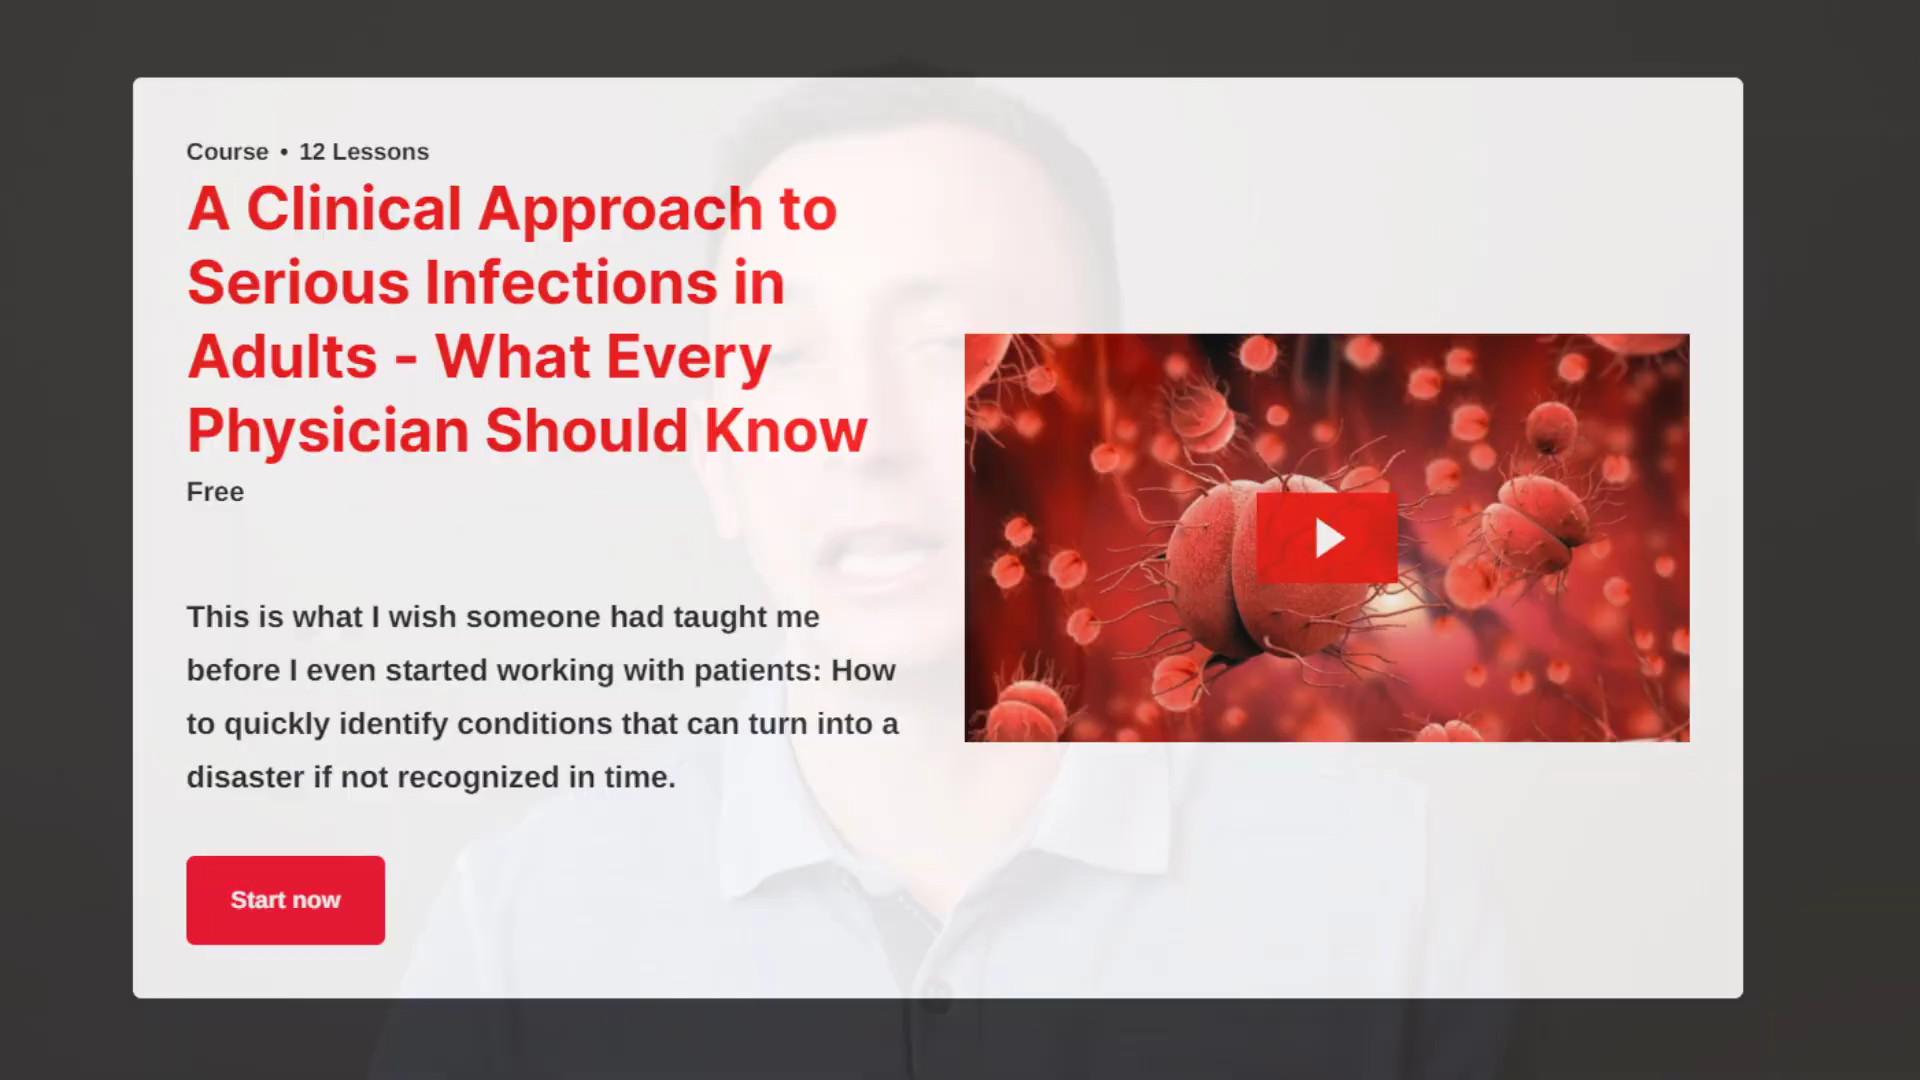 Course • 12 Lessons
A Clinical Approach to
Serious Infections in
Adults - What Every
Physician Should Know
Free
This is what I wish someone had taught me
before I even started working with patients: How
to quickly identify conditions that can turn into a
disaster if not recognized in time.
Start now